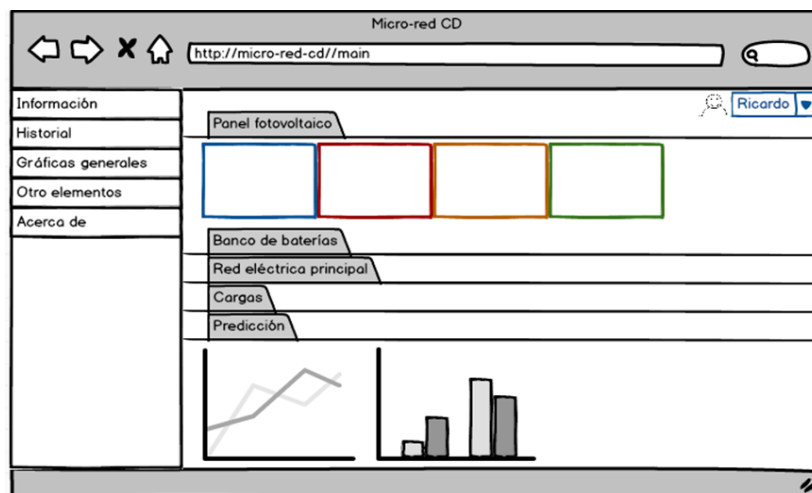 Micro-red CD
http://micro-red-cd//main
Ricardo
Información
Historial
Gráficas generales
Otro elementos
Acerca de
Panel fotovoltaico
Banco de baterías
Red eléctrica principal
Cargas
Predicción